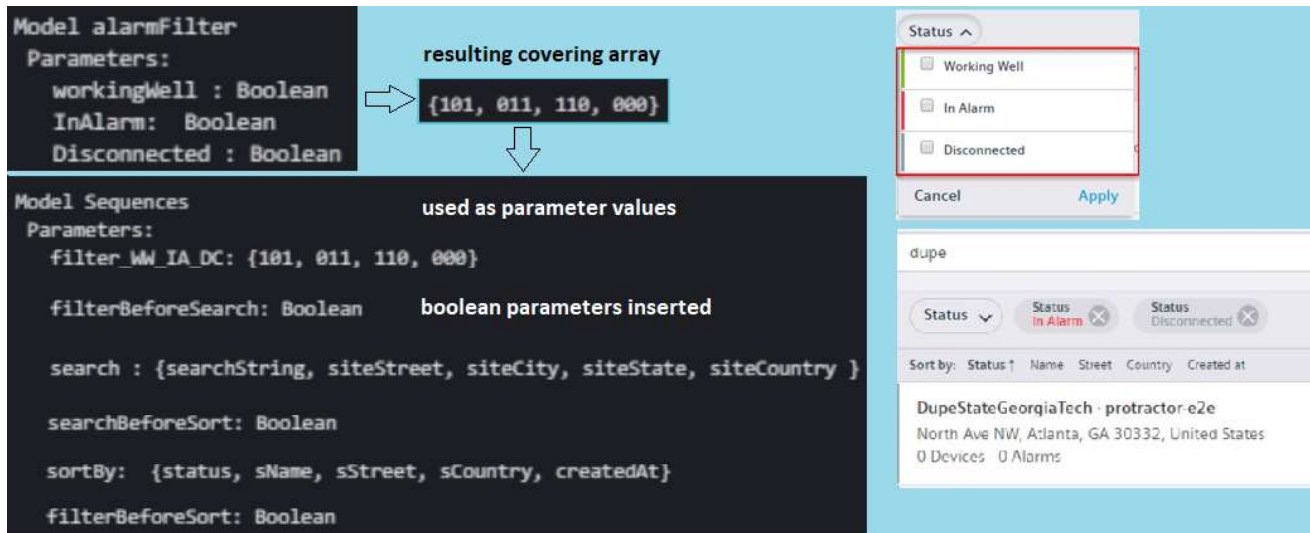 Model alarmFilter
Parameters:
workingWell : Boolean
InAlarm: Boolean
Disconnected : Boolean
resulting covering array
{101, 011, 110, 000}
Model Sequences
used as parameter values
Parameters:
filter_WW_IA_DC: {101, 011, 110, 000}
filterBeforeSearch: Boolean
boolean parameters inserted
search : {searchString, siteStreet, siteCity, siteState, siteCountry }
searchBeforeSort: Boolean
sortBy: {status, sName, sStreet, sCountry, createdAt}
filterBeforeSort: Boolean
Status
Working Well
In Alarm
Disconnected
Cancel Apply
dupe
Status
Status
In Alarm
Status
Disconnected
Sort by: Status↑ Name Street Country Created at
DupeStateGeorgiaTech - protractor-e2e
North Ave NW, Atlanta, GA 30332, United States
0 Devices 0 Alarms